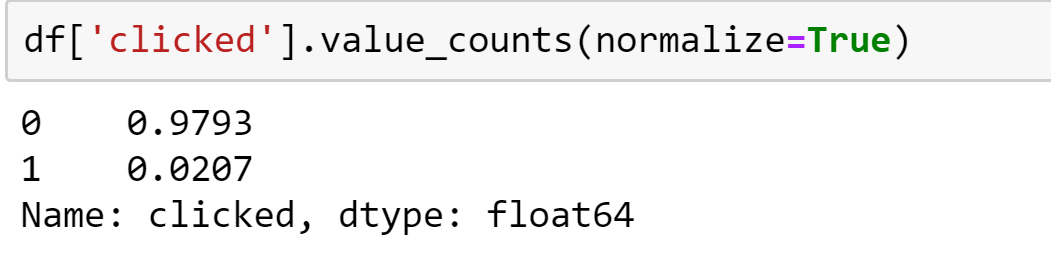 df['clicked'].value_counts(normalize=True)
0    0.9793
1    0.0207
Name: clicked, dtype: float64